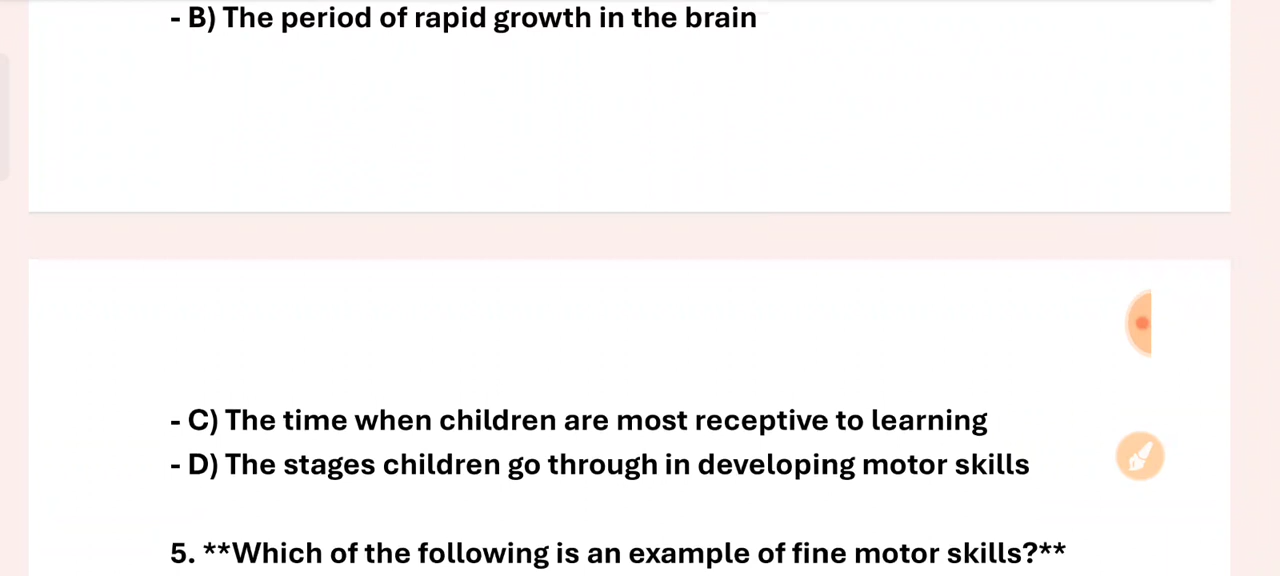 - B) The period of rapid growth in the brain
- C) The time when children are most receptive to learning
- D) The stages children go through in developing motor skills
5. **Which of the following is an example of fine motor skills?**